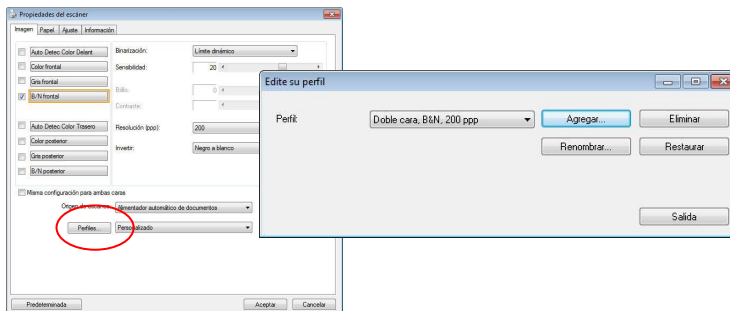 Propiedades del escáner
Imagen Papel Ajuste Información
Auto Detec Color Delant
Color frontal
Gris frontal
B/N frontal
Auto Detec Color Trasero
Color posterior
Gris posterior
B/N posterior
Binarización: Límite dinámico
Sensibilidad: 20
Brillo: 0
Contraste:
Resolución (ppp): 200
Invertir: Negro a blanco
Misma configuración para ambas caras
Origen de escáner: Alimentador automático de documentos
Perfiles... Personalizado
Predeterminada Aceptar Cancelar
Edite su perfil
Perfil: Doble cara, B&N, 200 ppp Agregar... Eliminar
Renombrar... Restaurar
Salida